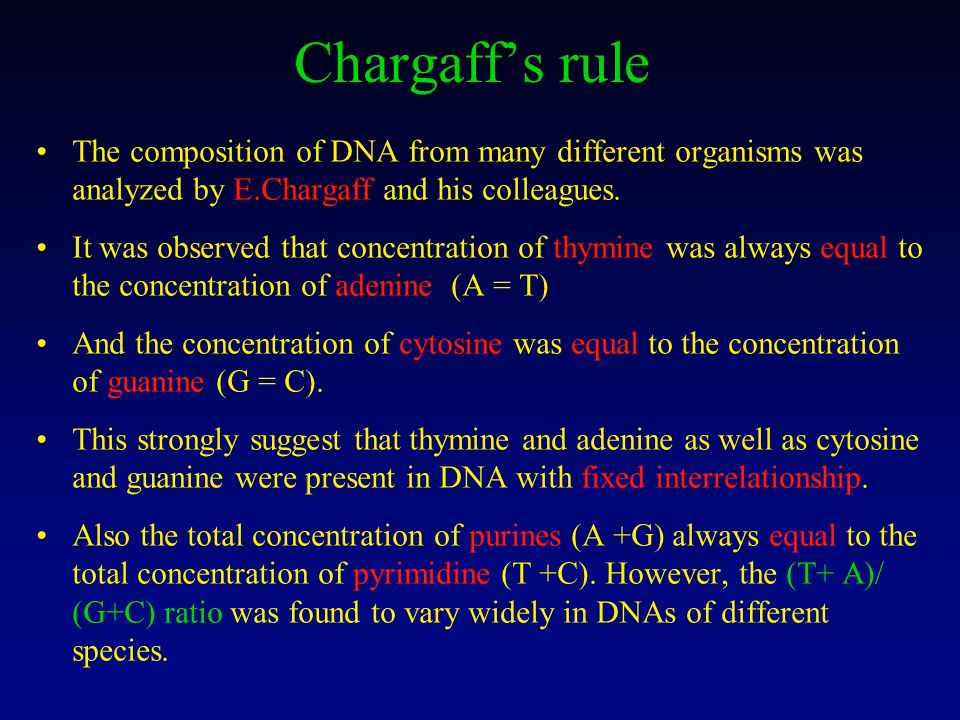 Chargaff’s rule
• The composition of DNA from many different organisms was
analyzed by E.Chargaff and his colleagues.
• It was observed that concentration of thymine was always equal to
the concentration of adenine (A = T)
• And the concentration of cytosine was equal to the concentration
of guanine (G = C).
• This strongly suggest that thymine and adenine as well as cytosine
and guanine were present in DNA with fixed interrelationship.
• Also the total concentration of purines (A +G) always equal to the
total concentration of pyrimidine (T +C). However, the (T+ A)/
(G+C) ratio was found to vary widely in DNAs of different
species.